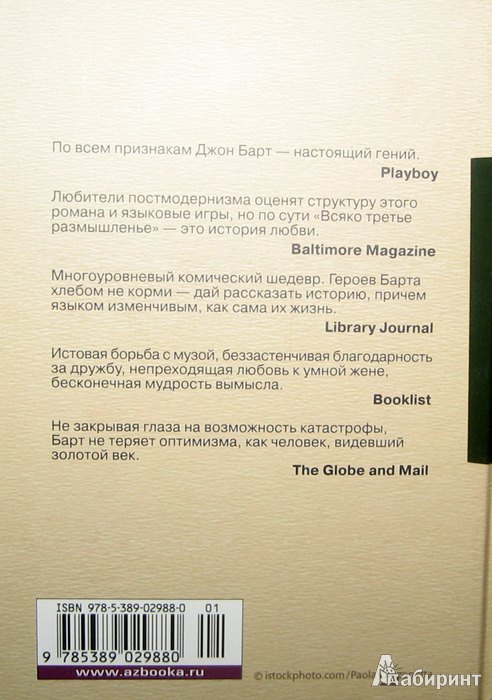 По всем признакам Джон Барт — настоящий гений.
Playboy
Любители постмодернизма оценят структуру этого
романа и языковые игры, но по сути «Всяко третье
размышленье» — это история любви.
Baltimore Magazine
Многоуровневый комический шедевр. Героев Барта
хлебом не корми — дай рассказать историю, причем
языком изменчивым, как сама их жизнь.
Library Journal
Истовая борьба с музой, беззастенчивая благодарность
за дружбу, непреходящая любовь к умной жене,
бесконечная мудрость вымысла.
Booklist
Не закрывая глаза на возможность катастрофы,
Барт не теряет оптимизма, как человек, видевший
золотой век.
The Globe and Mail
ISBN 978-5-389-02988-0 01
9 785389 029880
www.azbooka.ru
© istockphoto.com/Paola
Лабиринт